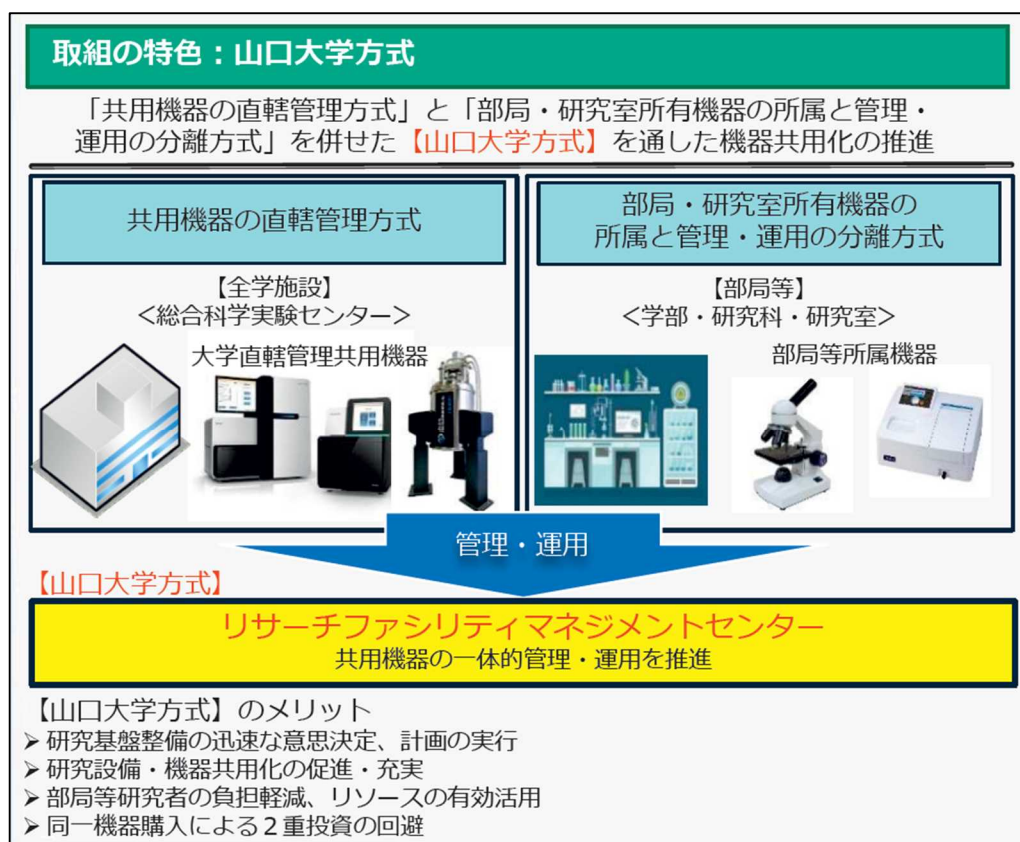 取組の特色：山口大学方式
「共用機器の直轄管理方式」と「部局・研究室所有機器の所属と管理・
運用の分離方式」を併せた【山口大学方式】を通した機器共用化の推進
共用機器の直轄管理方式
【全学施設】
＜総合科学実験センター＞
大学直轄管理共用機器
部局・研究室所有機器の
所属と管理・運用の分離方式
【部局等】
＜学部・研究科・研究室＞
部局等所属機器
管理・運用
【山口大学方式】
リサーチファシリティマネジメントセンター
共用機器の一体的管理・運用を推進
【山口大学方式】のメリット
➢ 研究基盤整備の迅速な意思決定、計画の実行
➢ 研究設備・機器共用化の促進・充実
➢ 部局等研究者の負担軽減、リソースの有効活用
➢ 同一機器購入による２重投資の回避